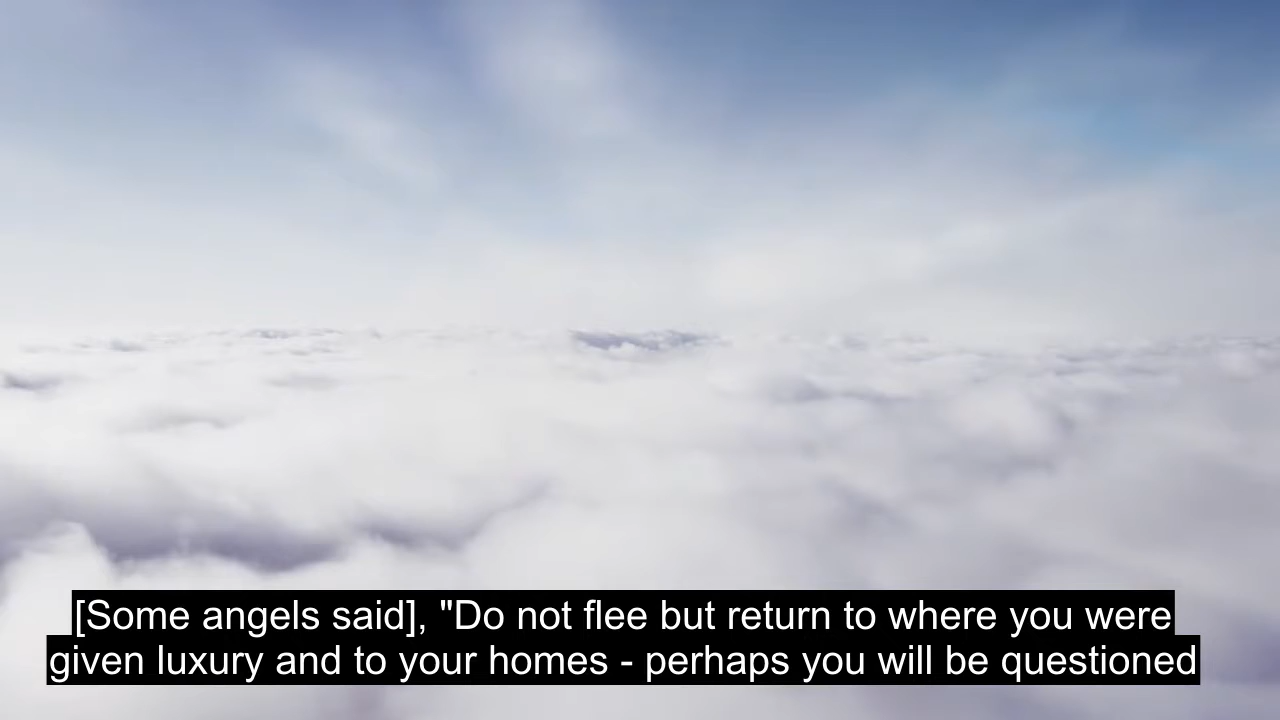 [Some angels said], "Do not flee but return to where you were
given luxury and to your homes - perhaps you will be questioned